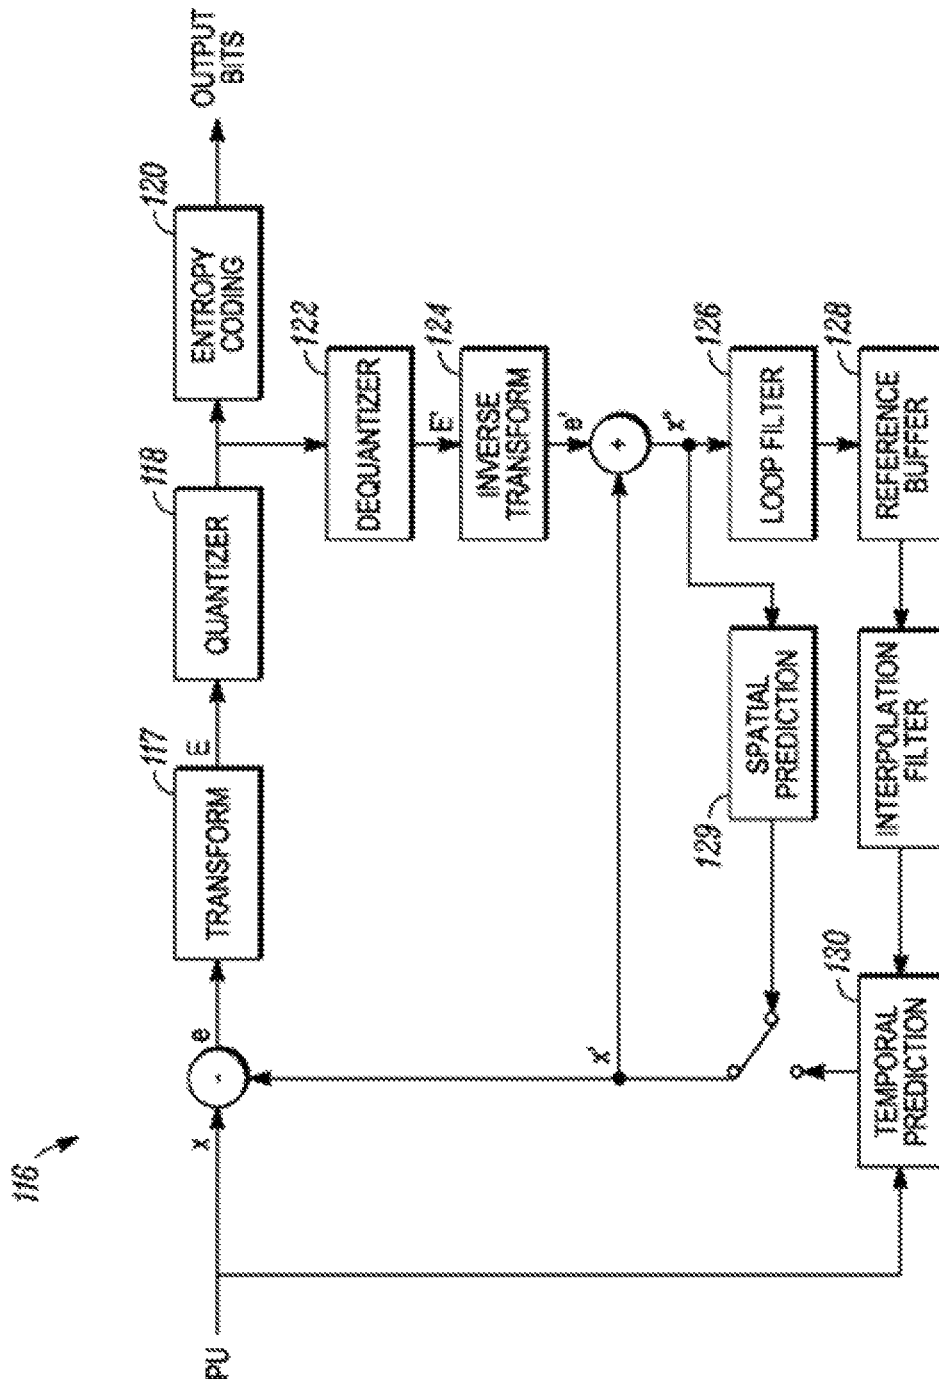 116
PU
x
e
TRANSFORM
117
E
QUANTIZER
118
ENTROPY
CODING
120
OUTPUT
BITS
DEQUANTIZER
122
E'
INVERSE
TRANSFORM
124
e'
+
x'
x"
LOOP FILTER
126
SPATIAL
PREDICTION
129
REFERENCE
BUFFER
128
INTERPOLATION
FILTER
TEMPORAL
PREDICTION
130